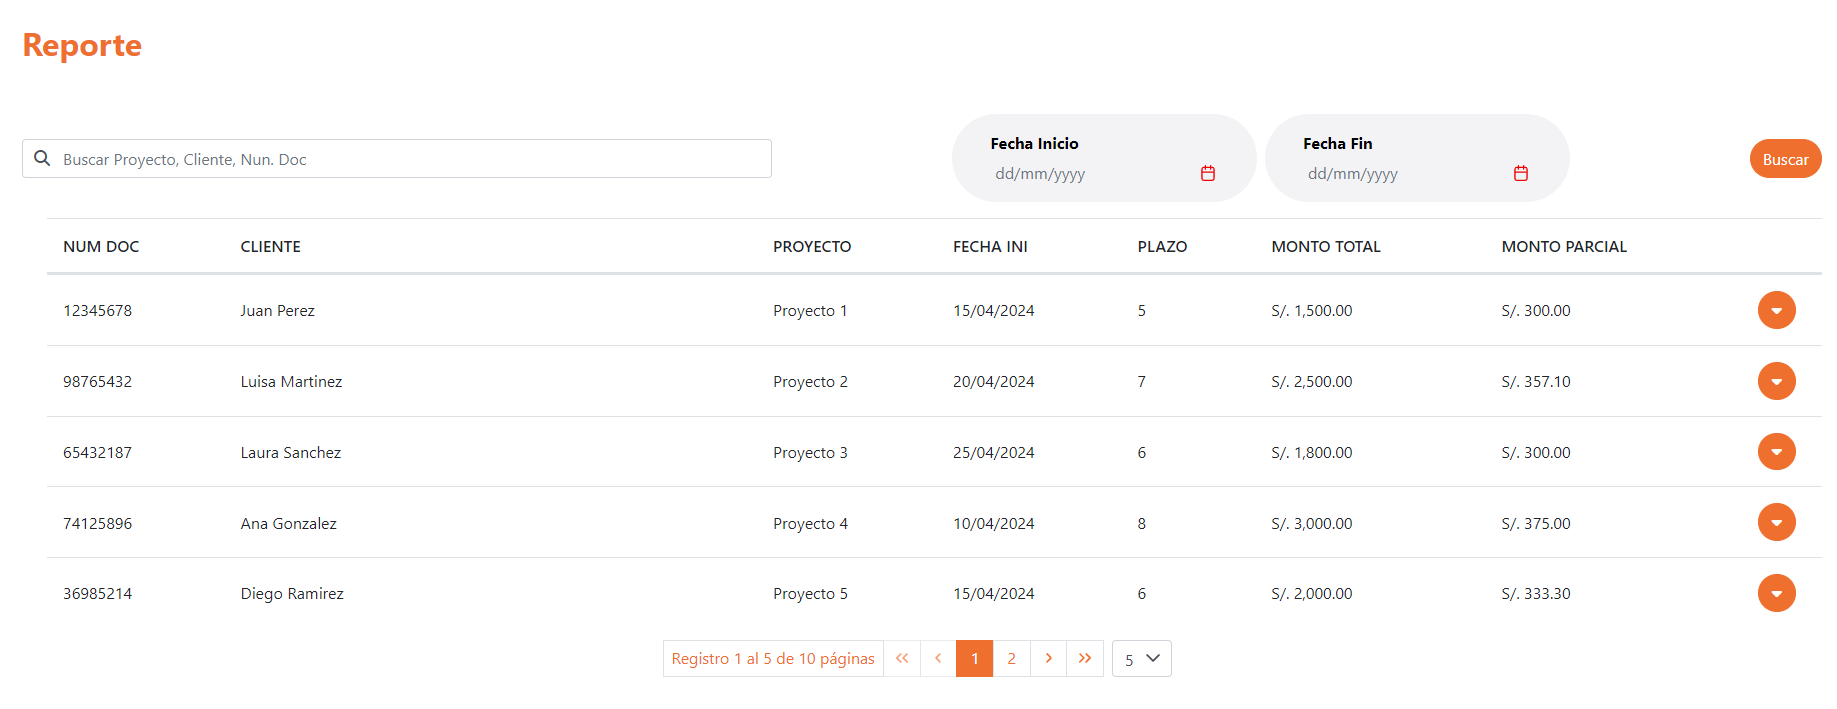 Reporte
Buscar Proyecto, Cliente, Nun. Doc
Fecha Inicio
dd/mm/yyyy
Fecha Fin
dd/mm/yyyy
Buscar
NUM DOC CLIENTE PROYECTO FECHA INI PLAZO MONTO TOTAL MONTO PARCIAL
12345678 Juan Perez Proyecto 1 15/04/2024 5 S/. 1,500.00 S/. 300.00
98765432 Luisa Martinez Proyecto 2 20/04/2024 7 S/. 2,500.00 S/. 357.10
65432187 Laura Sanchez Proyecto 3 25/04/2024 6 S/. 1,800.00 S/. 300.00
74125896 Ana Gonzalez Proyecto 4 10/04/2024 8 S/. 3,000.00 S/. 375.00
36985214 Diego Ramirez Proyecto 5 15/04/2024 6 S/. 2,000.00 S/. 333.30
Registro 1 al 5 de 10 páginas « ‹ 1 2 › » 5